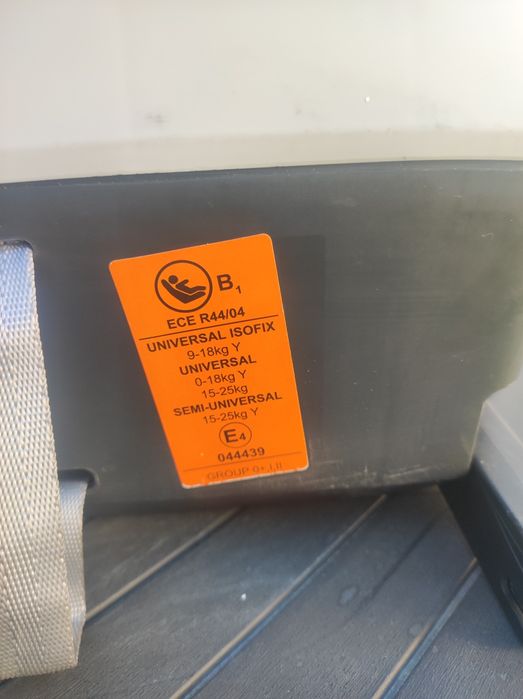 B1
ECE R44/04
UNIVERSAL ISOFIX
9-18kg Y
UNIVERSAL
0-18kg Y
15-25kg
SEMI-UNIVERSAL
15-25kg Y
E4
044439
GROUP 0+,I,II